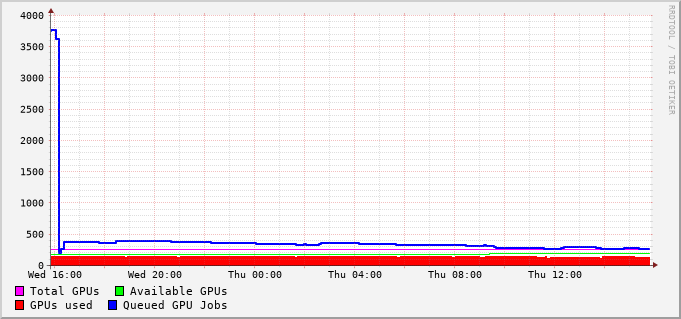 4000
3500
3000
2500
2000
1500
1000
500
0
Wed 16:00 Wed 20:00 Thu 00:00 Thu 04:00 Thu 08:00 Thu 12:00
Total GPUs Available GPUs
GPUs used Queued GPU Jobs
RRDTOOL / TOBI OETIKER